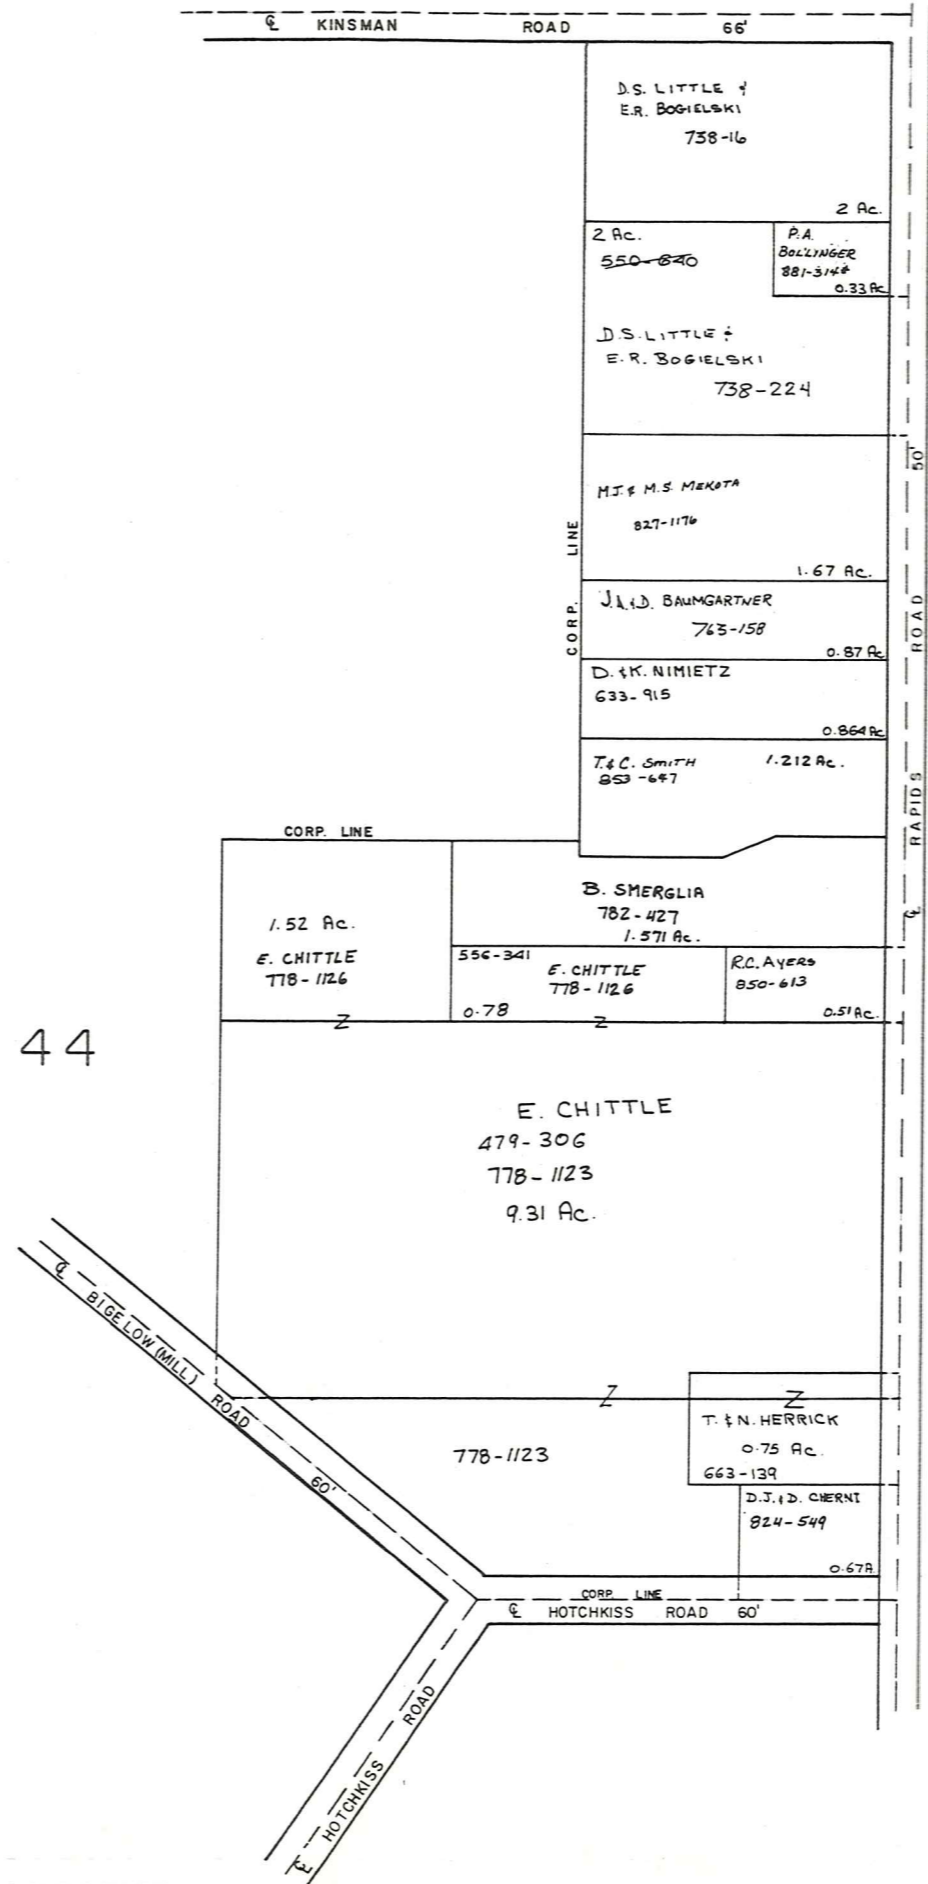 ℄ KINSMAN ROAD 66'
D.S. LITTLE &
E.R. BOGIELSKI
738-16
2 Ac.
2 Ac.
550-840
P.A.
BOLLYNGER
881-314#
0.33 Ac
D.S. LITTLE &
E.R. BOGIELSKI
738-224
M.J. & M.S. MEKOTA
827-1176
1.67 Ac.
J.A. & D. BAUMGARTNER
763-158
0.87 Ac
D. & K. NIMIETZ
633-915
0.864 Ac
T. & C. SMITH
853-647
1.212 Ac.
CORP. LINE
℄ RAPIDS ROAD 50'
CORP. LINE
1.52 Ac.
E. CHITTLE
778-1126
B. SMERGLIA
782-427
1.571 Ac.
556-341
E. CHITTLE
778-1126
0.78
R.C. AYERS
850-613
0.51 Ac.
Z Z
44
E. CHITTLE
479-306
778-1123
9.31 Ac.
℄ BIGELOW (MILL) ROAD 60'
Z Z
778-1123
T. & N. HERRICK
0.75 Ac.
663-139
D.J. & D. CHERNI
824-549
0.67A
CORP. LINE
℄ HOTCHKISS ROAD 60'
℄ HOTCHKISS ROAD